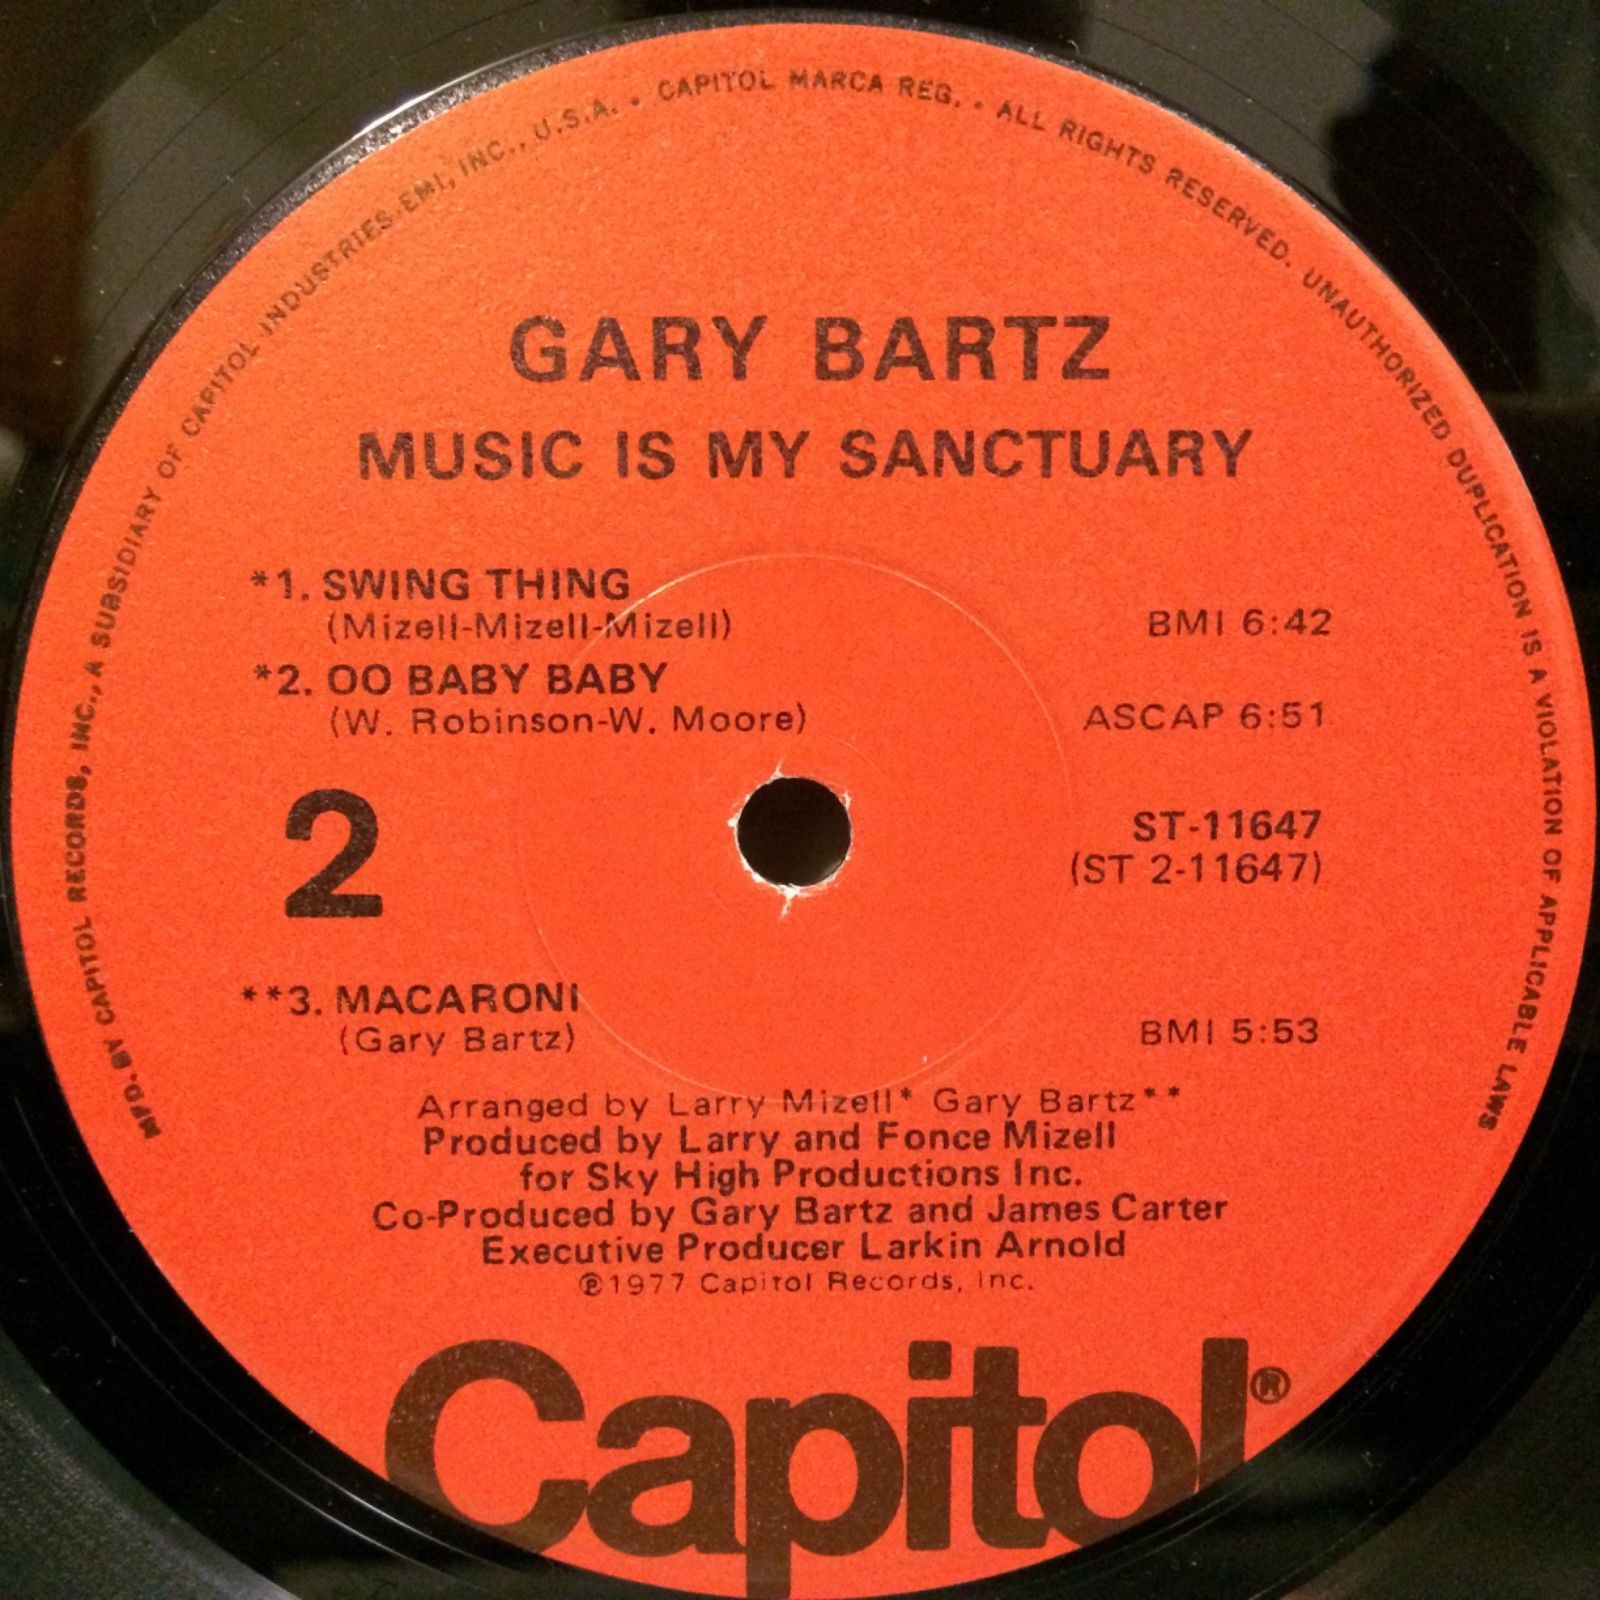 MFD. BY CAPITOL RECORDS, INC., A SUBSIDIARY OF CAPITOL INDUSTRIES-EMI, INC., U.S.A. • CAPITOL MARCA REG. • ALL RIGHTS RESERVED. UNAUTHORIZED DUPLICATION IS A VIOLATION OF APPLICABLE LAWS
GARY BARTZ
MUSIC IS MY SANCTUARY
*1. SWING THING
(Mizell-Mizell-Mizell) BMI 6:42
*2. OO BABY BABY
(W. Robinson-W. Moore) ASCAP 6:51
2
ST-11647
(ST 2-11647)
**3. MACARONI
(Gary Bartz) BMI 5:53
Arranged by Larry Mizell* Gary Bartz**
Produced by Larry and Fonce Mizell
for Sky High Productions Inc.
Co-Produced by Gary Bartz and James Carter
Executive Producer Larkin Arnold
℗1977 Capitol Records, Inc.
Capitol®